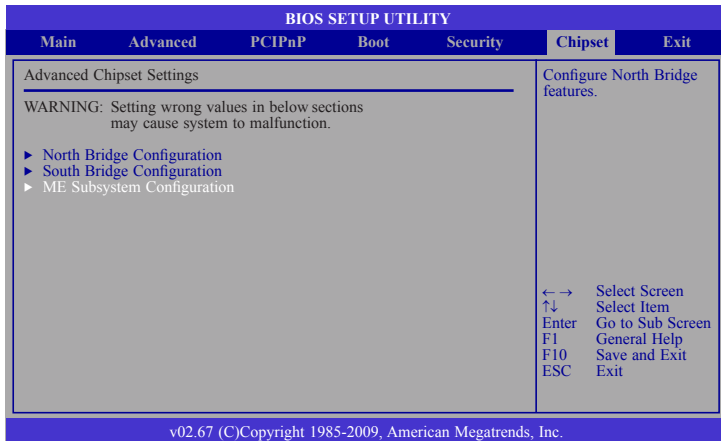 BIOS SETUP UTILITY
Main Advanced PCIPnP Boot Security Chipset Exit
Advanced Chipset Settings
WARNING: Setting wrong values in below sections
may cause system to malfunction.
► North Bridge Configuration
► South Bridge Configuration
► ME Subsystem Configuration
Configure North Bridge
features.
← → Select Screen
↑↓ Select Item
Enter Go to Sub Screen
F1 General Help
F10 Save and Exit
ESC Exit
v02.67 (C)Copyright 1985-2009, American Megatrends, Inc.